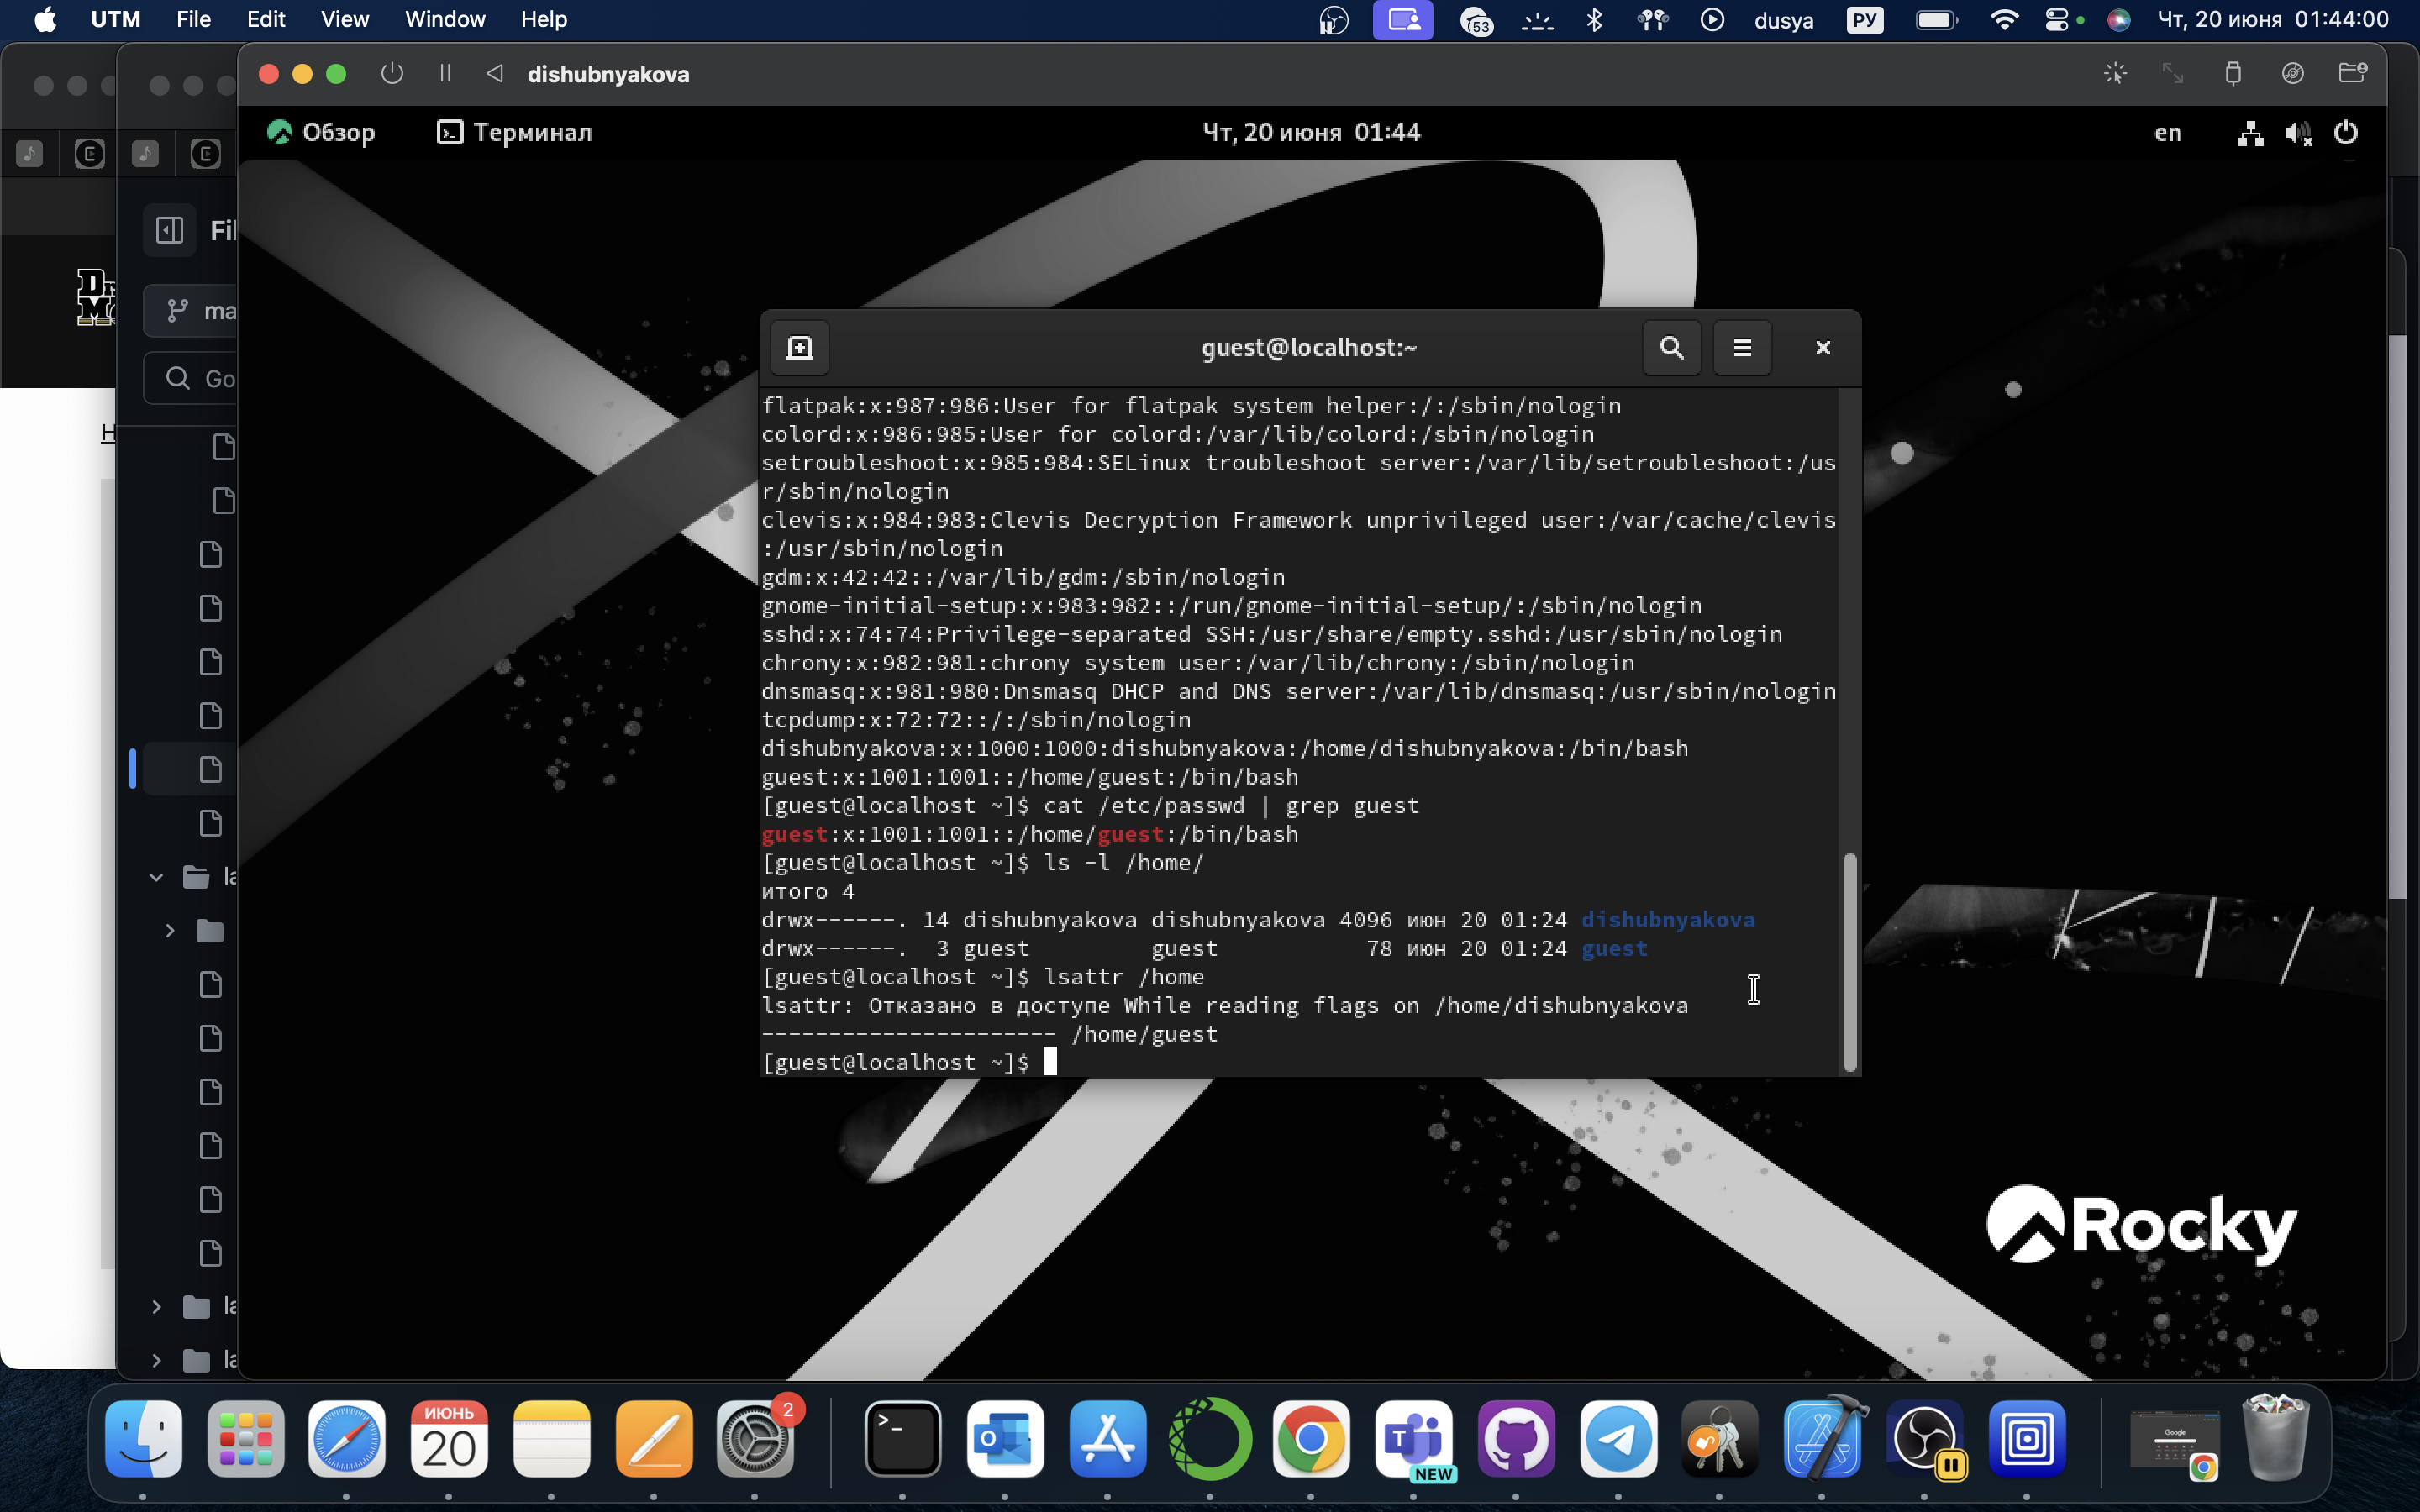 UTM File Edit View Window Help
53 dusya РУ Чт, 20 июня 01:44:00
dishubnyakova
Обзор Терминал Чт, 20 июня 01:44 en
Fil
ma
Go
guest@localhost:~
flatpak:x:987:986:User for flatpak system helper:/:/sbin/nologin
colord:x:986:985:User for colord:/var/lib/colord:/sbin/nologin
setroubleshoot:x:985:984:SELinux troubleshoot server:/var/lib/setroubleshoot:/us
r/sbin/nologin
clevis:x:984:983:Clevis Decryption Framework unprivileged user:/var/cache/clevis
:/usr/sbin/nologin
gdm:x:42:42::/var/lib/gdm:/sbin/nologin
gnome-initial-setup:x:983:982::/run/gnome-initial-setup/:/sbin/nologin
sshd:x:74:74:Privilege-separated SSH:/usr/share/empty.sshd:/usr/sbin/nologin
chrony:x:982:981:chrony system user:/var/lib/chrony:/sbin/nologin
dnsmasq:x:981:980:Dnsmasq DHCP and DNS server:/var/lib/dnsmasq:/usr/sbin/nologin
tcpdump:x:72:72::/:/sbin/nologin
dishubnyakova:x:1000:1000:dishubnyakova:/home/dishubnyakova:/bin/bash
guest:x:1001:1001::/home/guest:/bin/bash
[guest@localhost ~]$ cat /etc/passwd | grep guest
guest:x:1001:1001::/home/guest:/bin/bash
[guest@localhost ~]$ ls -l /home/
итого 4
drwx------. 14 dishubnyakova dishubnyakova 4096 июн 20 01:24 dishubnyakova
drwx------. 3 guest guest 78 июн 20 01:24 guest
[guest@localhost ~]$ lsattr /home
lsattr: Отказано в доступе While reading flags on /home/dishubnyakova
---------------------- /home/guest
[guest@localhost ~]$
Rocky
ИЮНЬ
20
2
NEW